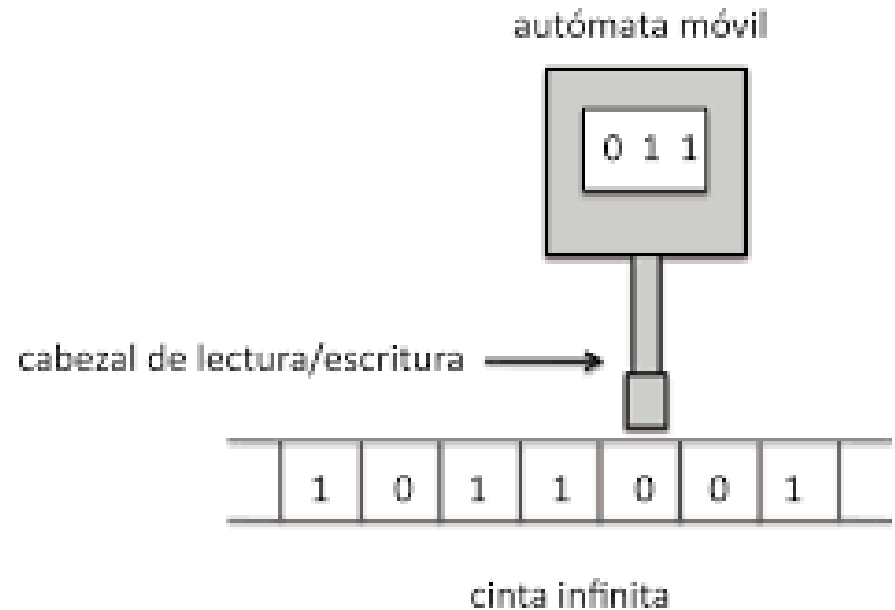 autómata móvil
0 1 1
cabezal de lectura/escritura
1 0 1 1 0 0 1
cinta infinita